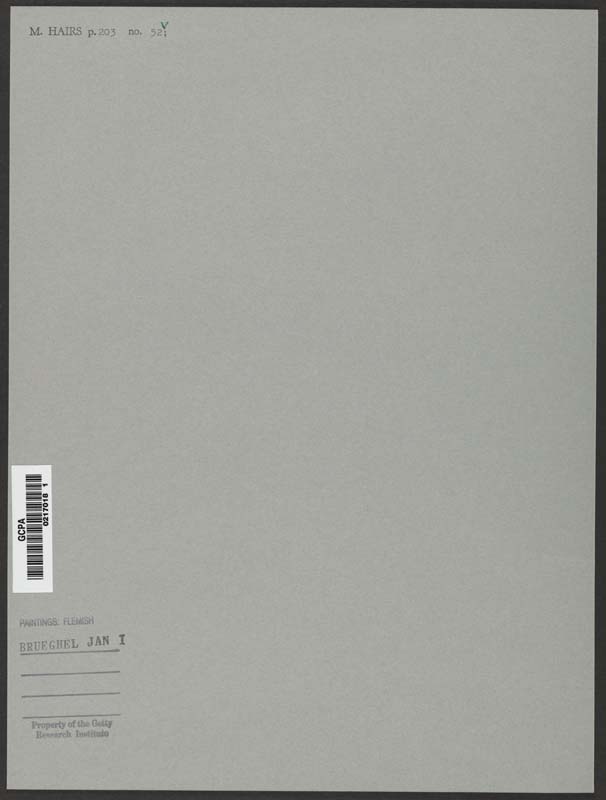 M. HAIRS p.203 no. 52;
GCPA
0217018 1
PAINTINGS: FLEMISH
BRUEGHEL JAN I
Property of the Getty
Research Institute